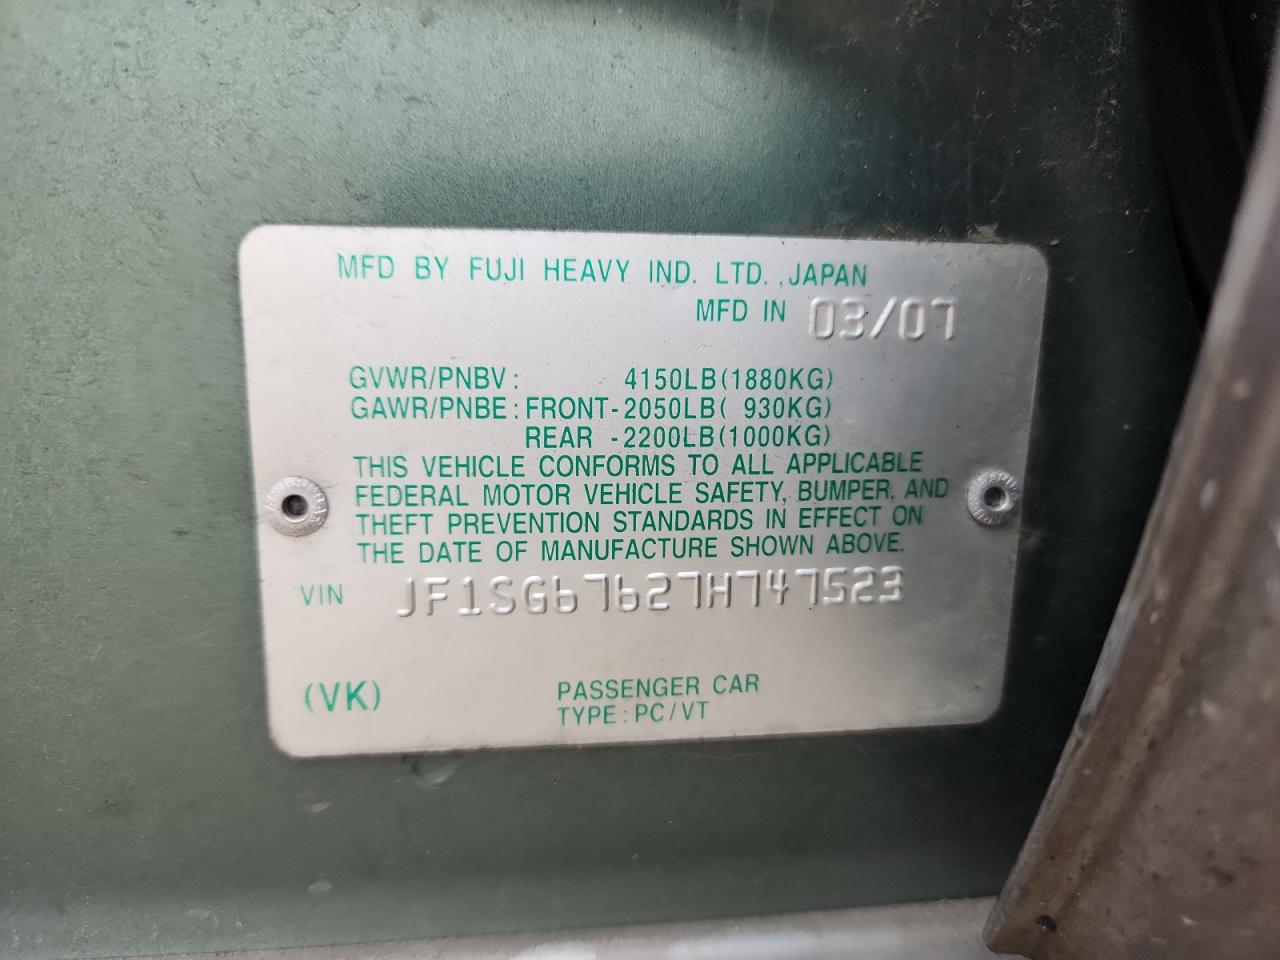 MFD BY FUJI HEAVY IND. LTD., JAPAN
MFD IN 03/07
GVWR/PNBV: 4150LB(1880KG)
GAWR/PNBE: FRONT-2050LB( 930KG)
REAR -2200LB(1000KG)
THIS VEHICLE CONFORMS TO ALL APPLICABLE
FEDERAL MOTOR VEHICLE SAFETY, BUMPER, AND
THEFT PREVENTION STANDARDS IN EFFECT ON
THE DATE OF MANUFACTURE SHOWN ABOVE.
VIN JF1SG67627H747523
(VK) PASSENGER CAR
TYPE: PC/VT